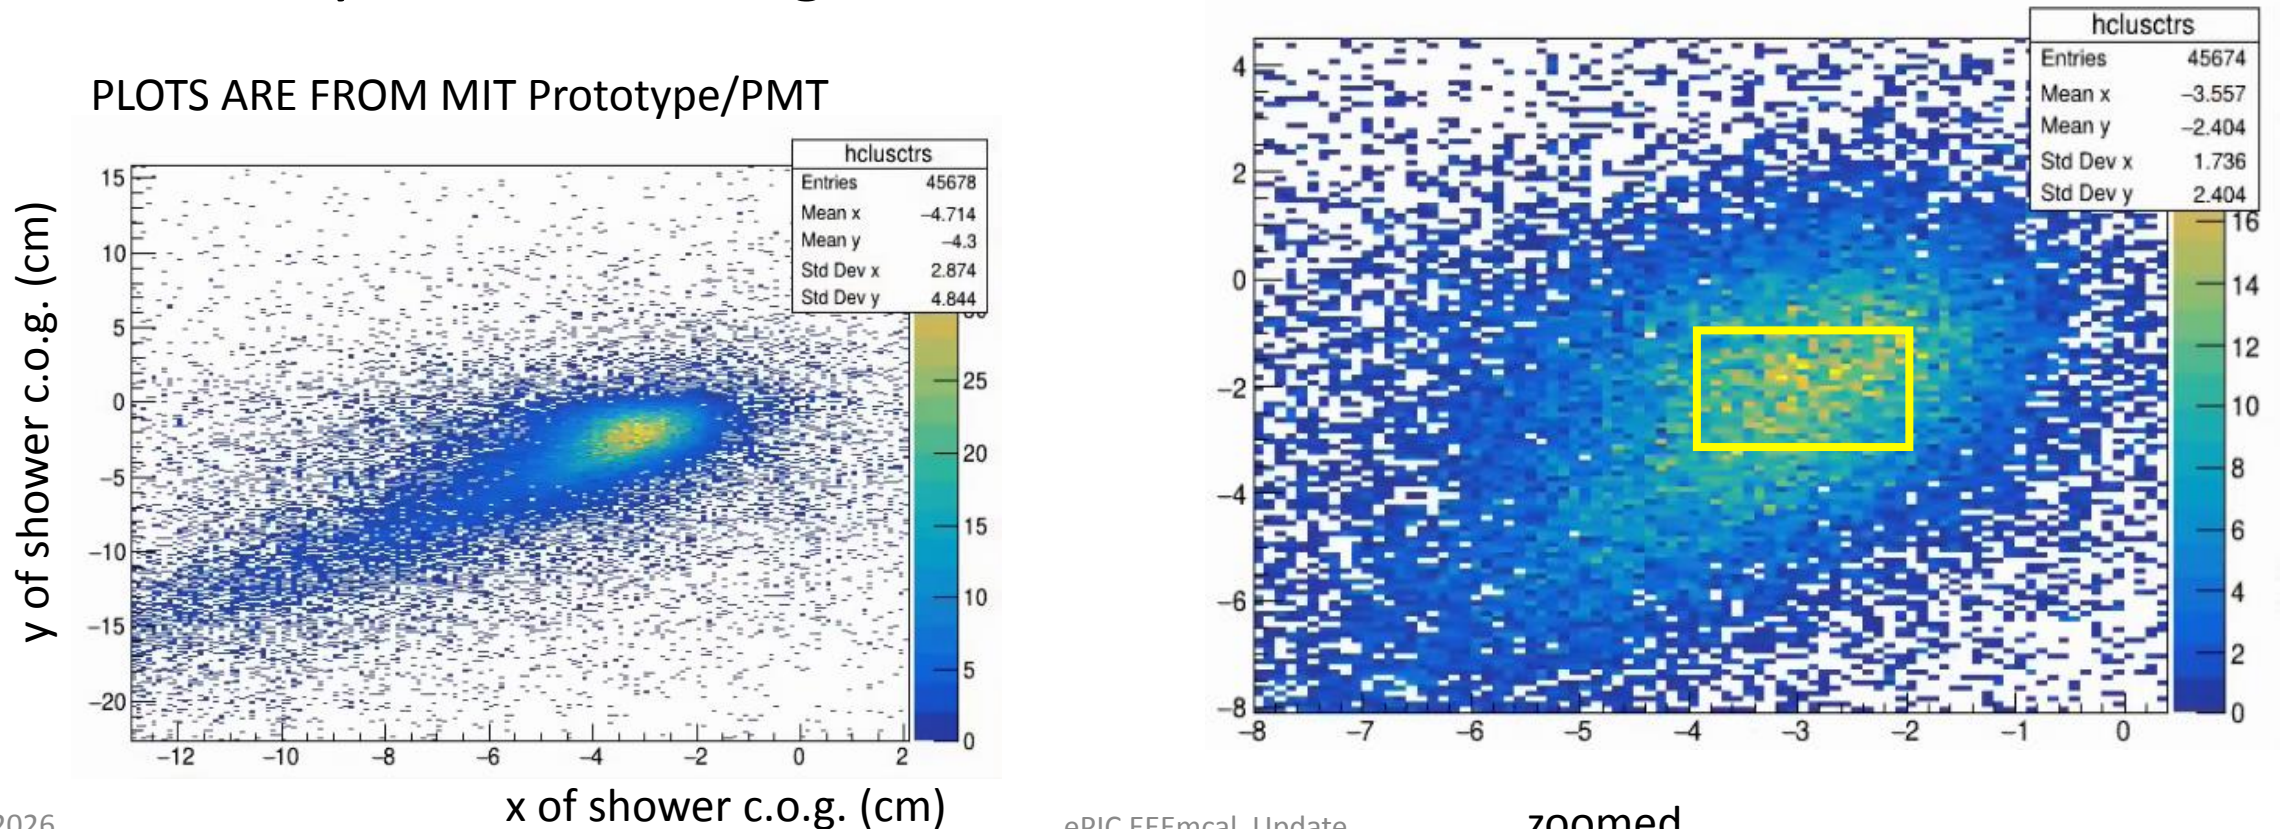 PLOTS ARE FROM MIT Prototype/PMT
hclusctrs
Entries 45678
Mean x −4.714
Mean y −4.3
Std Dev x 2.874
Std Dev y 4.844
15
10
5
0
−5
−10
−15
−20
−12 −10 −8 −6 −4 −2 0 2
25
20
15
10
5
0
y of shower c.o.g. (cm)
x of shower c.o.g. (cm)
hclusctrs
Entries 45674
Mean x −3.557
Mean y −2.404
Std Dev x 1.736
Std Dev y 2.404
4
2
0
−2
−4
−6
−8
−8 −7 −6 −5 −4 −3 −2 −1 0
16
14
12
10
8
6
4
2
0
2026
zoomed